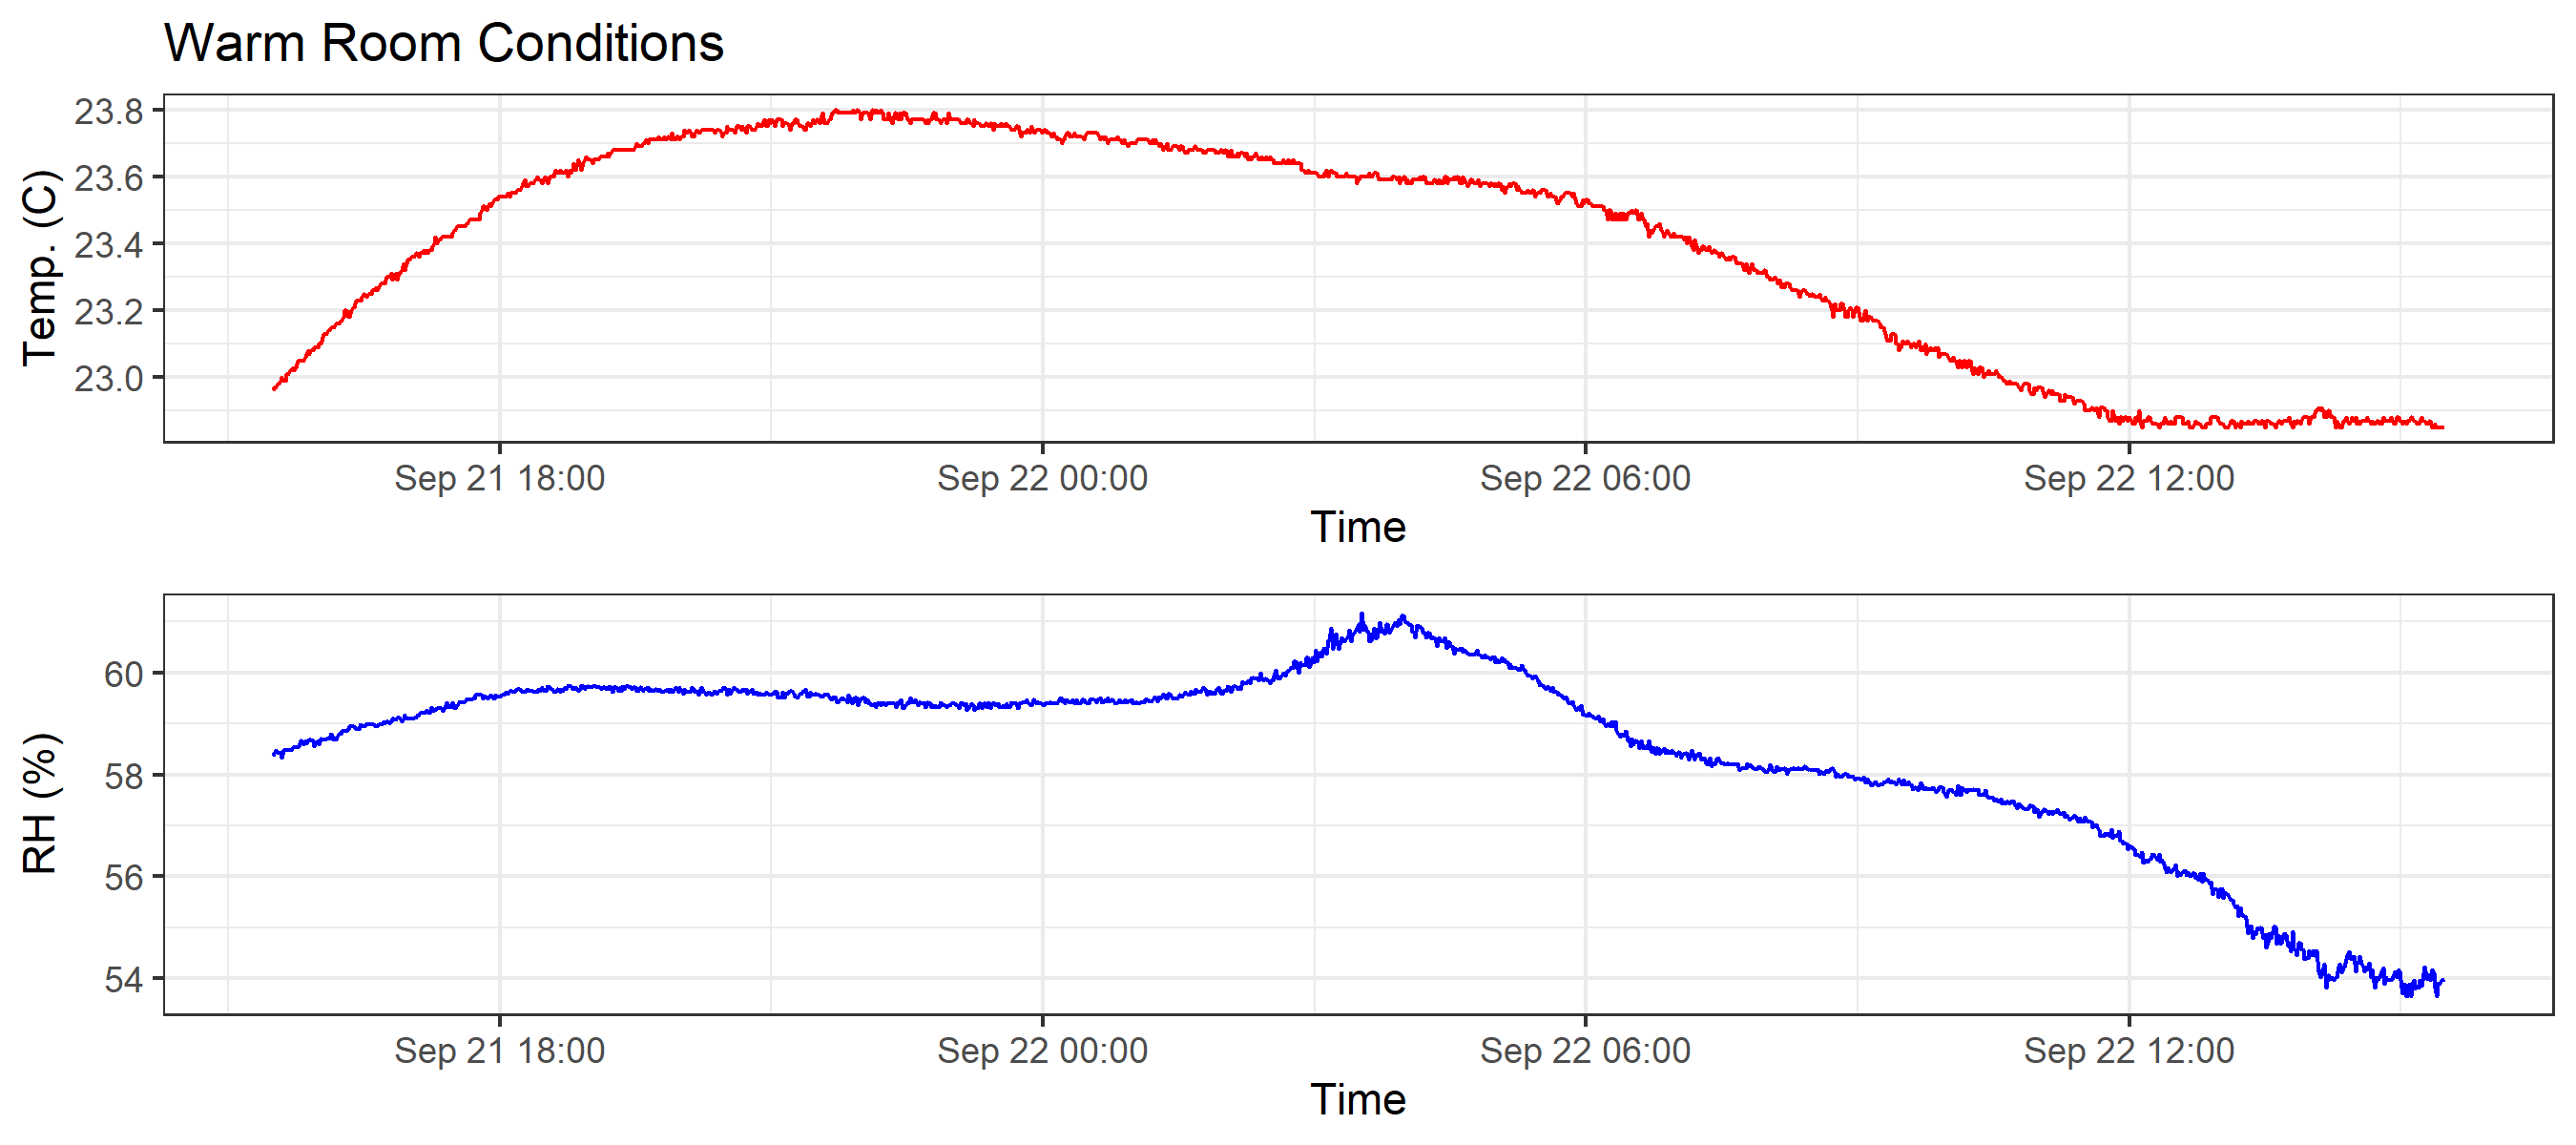 Warm Room Conditions
23.8
23.6
23.4
23.2
23.0
Temp. (C)
Sep 21 18:00 Sep 22 00:00 Sep 22 06:00 Sep 22 12:00
Time
60
58
56
54
RH (%)
Sep 21 18:00 Sep 22 00:00 Sep 22 06:00 Sep 22 12:00
Time